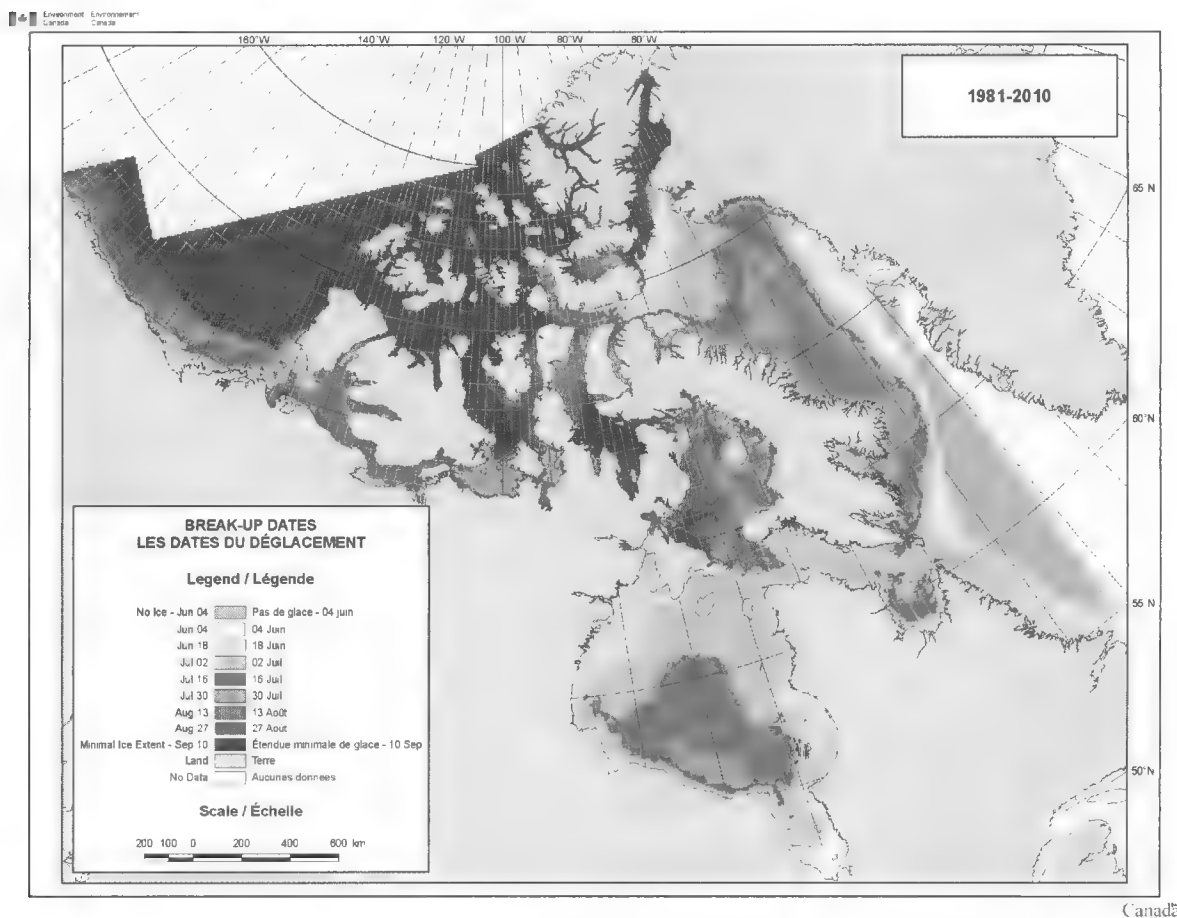 Environment Environnement
Canada Canada
160°W 140°W 120 W 100 W 80°W 60°W
1981-2010
65 N
60°N
55 N
50°N
BREAK-UP DATES
LES DATES DU DÉGLACEMENT
Legend / Légende
No Ice - Jun 04 Pas de glace - 04 juin
Jun 04 04 Juin
Jun 18 18 Juin
Jul 02 02 Juil
Jul 16 16 Juil
Jul 30 30 Juil
Aug 13 13 Août
Aug 27 27 Août
Minimal Ice Extent - Sep 10 Étendue minimale de glace - 10 Sep
Land Terre
No Data Aucunes données
Scale / Échelle
200 100 0 200 400 600 km
Canada